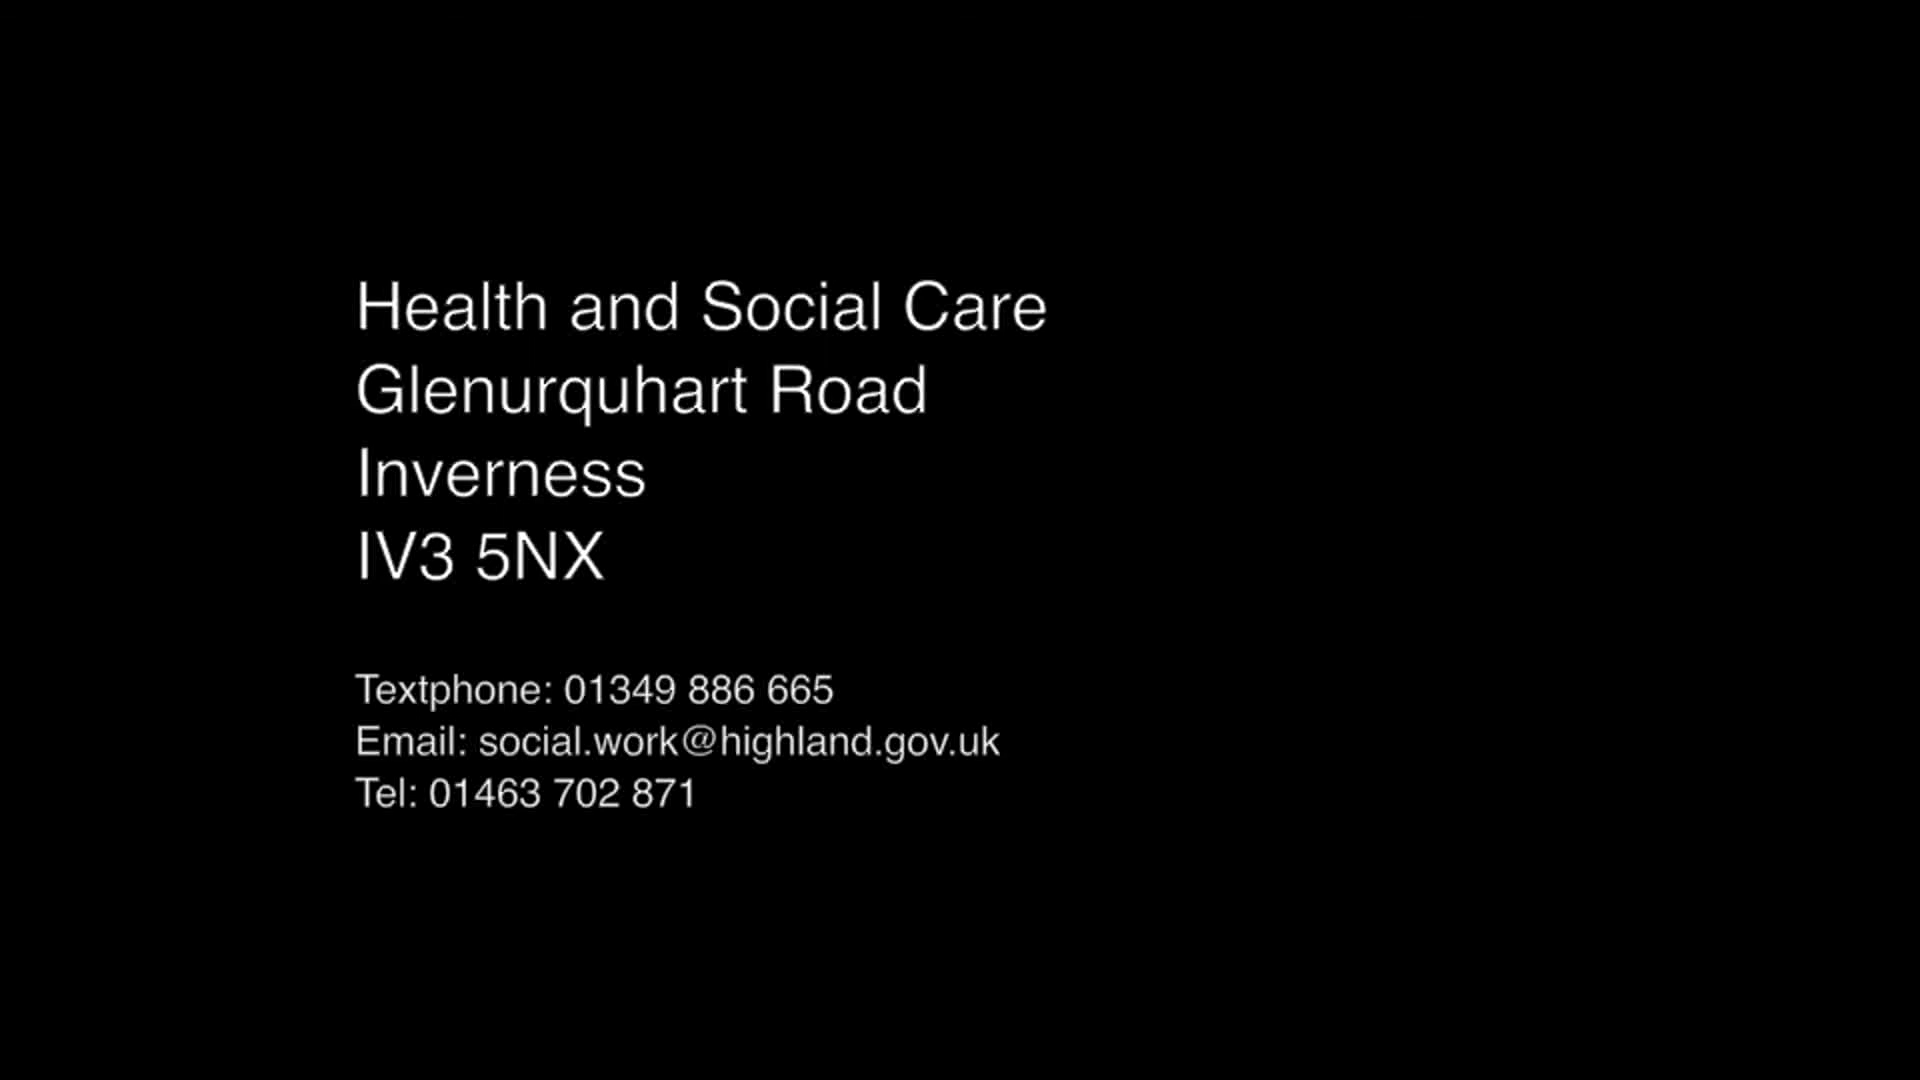 Health and Social Care
Glenurquhart Road
Inverness
IV3 5NX
Textphone: 01349 886 665
Email: social.work@highland.gov.uk
Tel: 01463 702 871